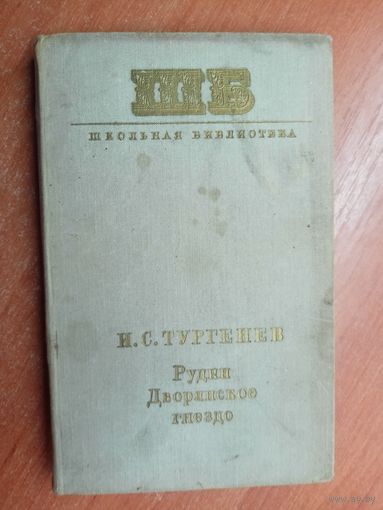 ШБ
ШКОЛЬНАЯ БИБЛИОТЕКА
И.С.ТУРГЕНЕВ
Рудин
Дворянское
гнездо